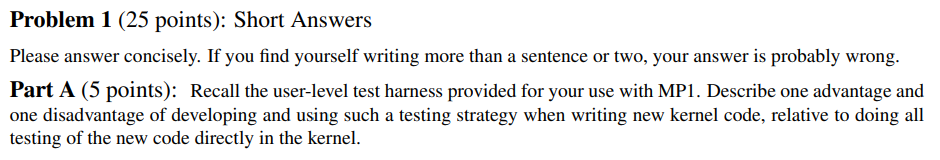 Problem 1 (25 points): Short Answers
Please answer concisely. If you find yourself writing more than a sentence or two, your answer is probably wrong.
Part A (5 points): Recall the user-level test harness provided for your use with MP1. Describe one advantage and
one disadvantage of developing and using such a testing strategy when writing new kernel code, relative to doing all
testing of the new code directly in the kernel.